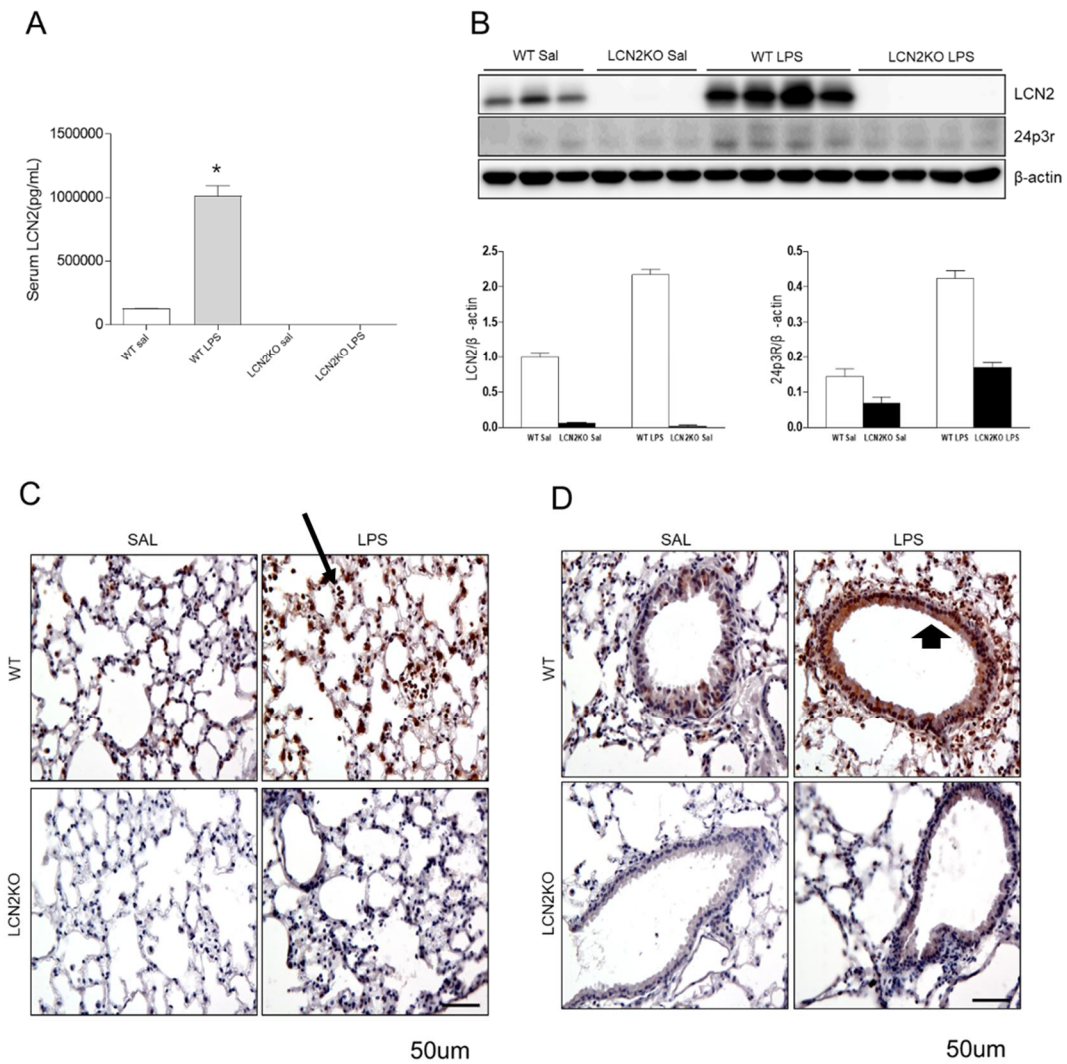 A
Serum LCN2(pg/mL)
1500000
1000000
500000
0
*
WT sal
WT LPS
LCN2KO sal
LCN2KO LPS
B
WT Sal LCN2KO Sal WT LPS LCN2KO LPS
LCN2
24p3r
β-actin
LCN2/β -actin
2.5
2.0
1.5
1.0
0.5
0.0
WT Sal LCN2KO Sal WT LPS LCN2KO Sal
24p3R/β -actin
0.5
0.4
0.3
0.2
0.1
0.0
WT Sal LCN2KO Sal WT LPS LCN2KO LPS
C
SAL LPS
WT
LCN2KO
50um
D
SAL LPS
WT
LCN2KO
50um